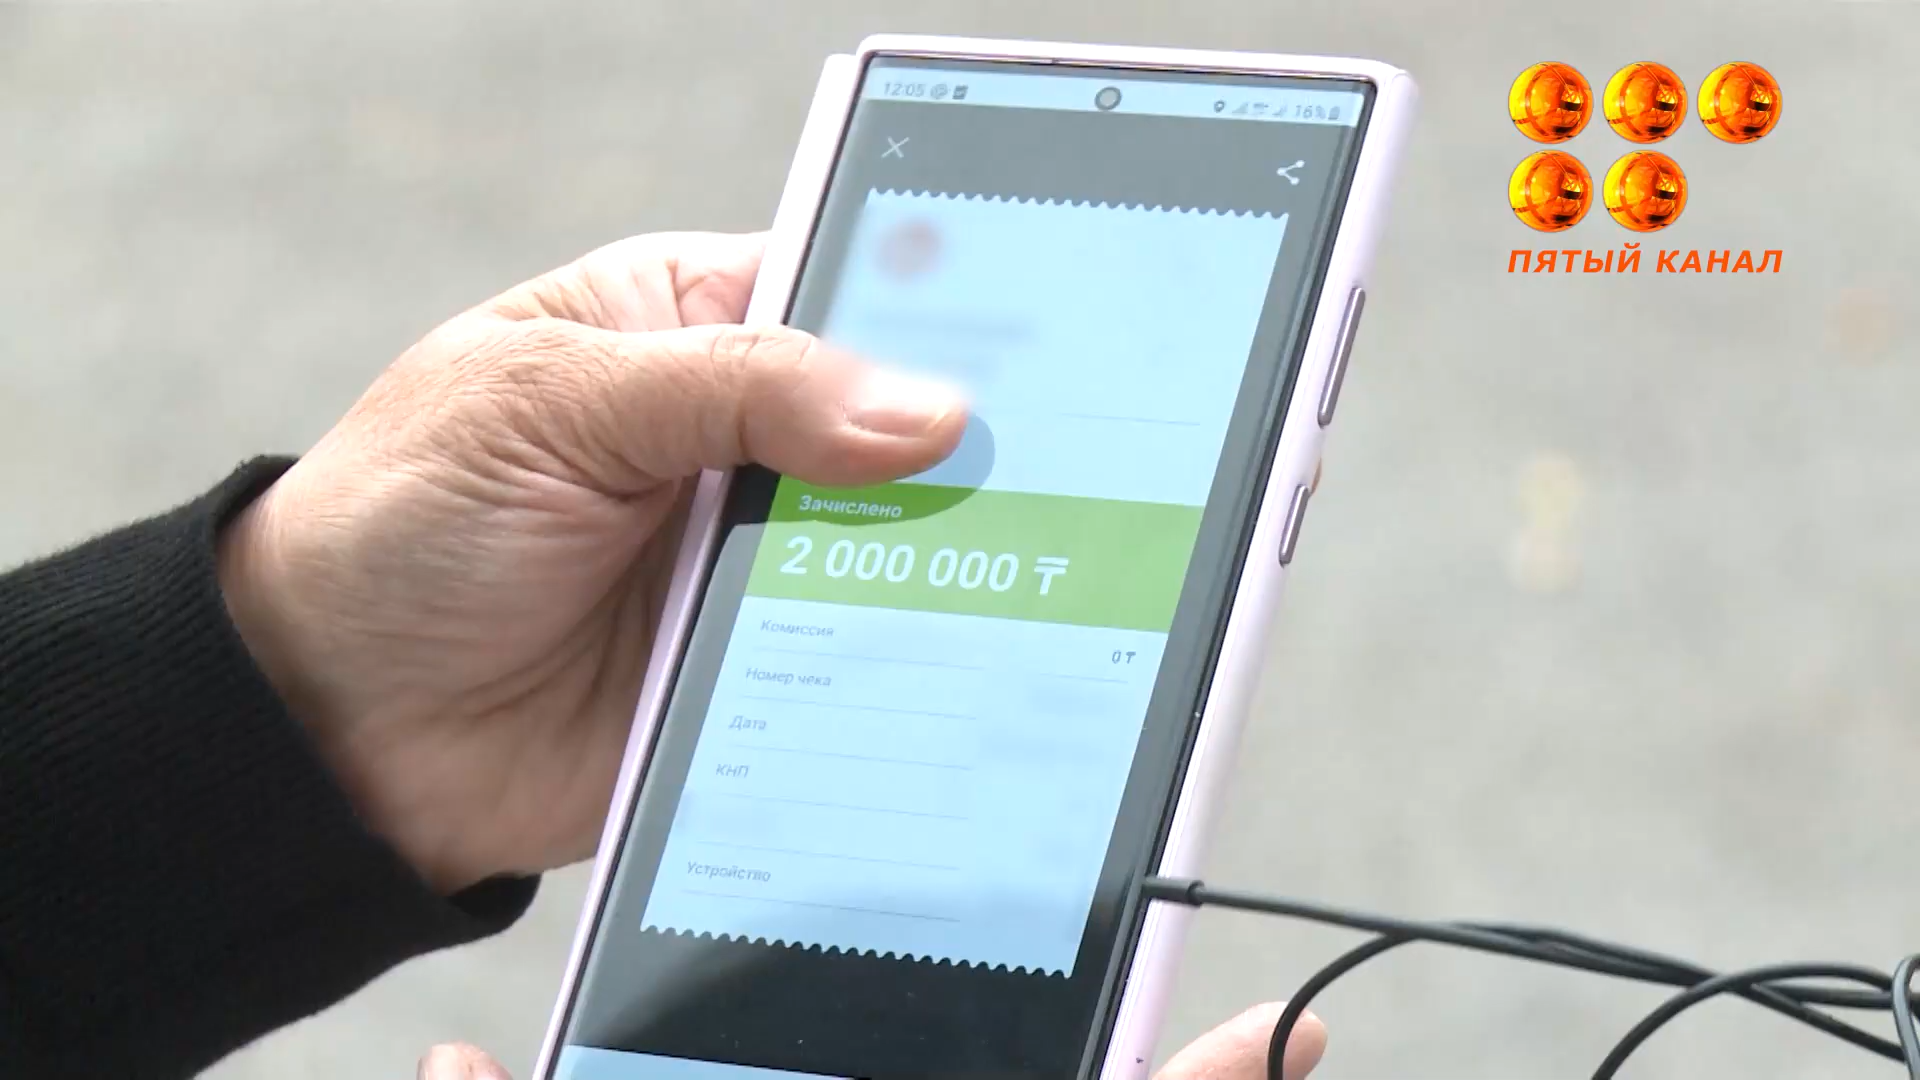 12:05
16%
ПЯТЫЙ КАНАЛ
Зачислено
2 000 000 ₸
Комиссия
0 ₸
Номер чека
Дата
КНП
Устройство